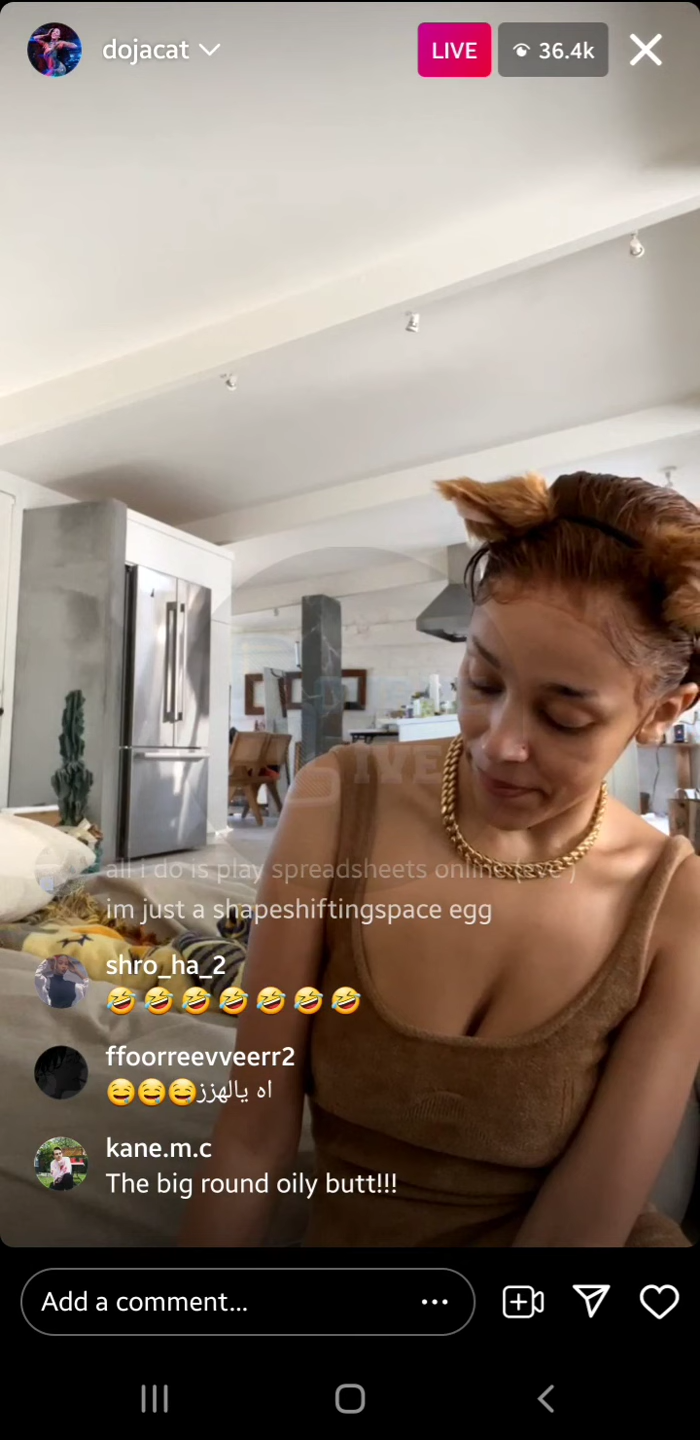 dojacat
LIVE
36.4k
all i do is play spreadsheets online (eve )
im just a shapeshiftingspace egg
shro_ha_2
🤣🤣🤣🤣🤣🤣🤣
ffoorreevveerr2
اه يالهزز😂😂😂
kane.m.c
The big round oily butt!!!
Add a comment...